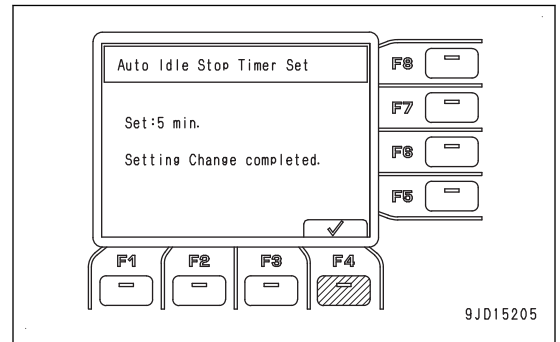 Auto Idle Stop Timer Set
Set:5 min.
Setting Change completed.
F8
F7
F6
F5
F1 F2 F3 F4
9JD15205